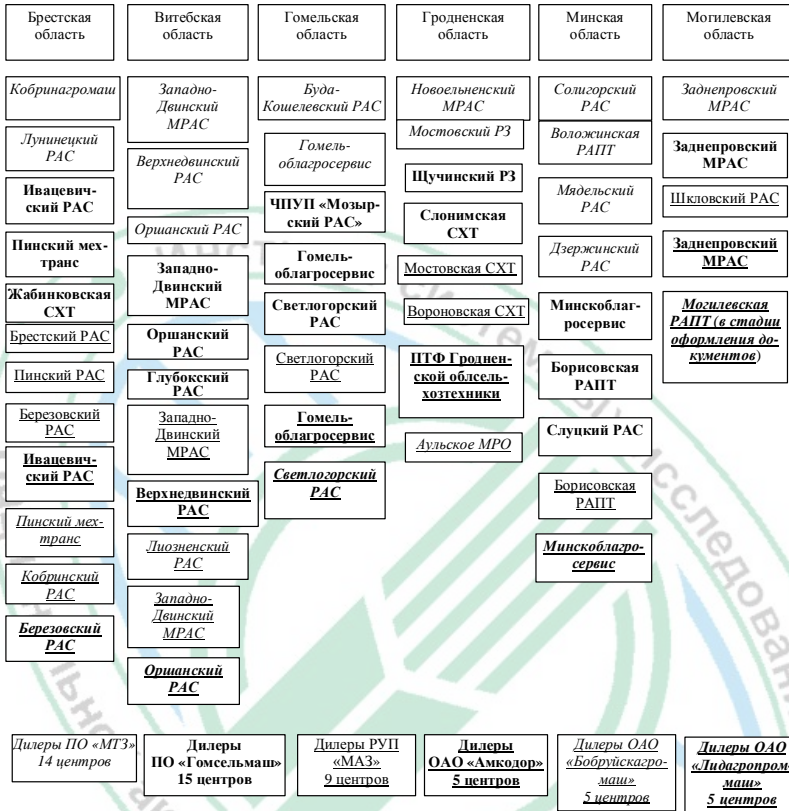 Брестская
область
Витебская
область
Гомельская
область
Гродненская
область
Минская
область
Могилевская
область
Кобринагромаш
Лунинецкий
РАС
Ивацевич-
ский РАС
Пинский мех-
транс
Жабинковская
СХТ
Брестский РАС
Пинский РАС
Березовский
РАС
Ивацевич-
ский РАС
Пинский мех-
транс
Кобринский
РАС
Березовский
РАС
Западно-
Двинский
МРАС
Верхнедвинский
РАС
Оршанский РАС
Западно-
Двинский
МРАС
Оршанский
РАС
Глубокский
РАС
Западно-
Двинский
МРАС
Верхнедвинский
РАС
Лиозненский
РАС
Западно-
Двинский
МРАС
Оршанский
РАС
Буда-
Кошелевский РАС
Гомель-
облагросервис
ЧПУП «Мозыр-
ский РАС»
Гомель-
облагросервис
Светлогорский
РАС
Светлогорский
РАС
Гомель-
облагросервис
Светлогорский
РАС
Новоельненский
МРАС
Мостовский РЗ
Щучинский РЗ
Слонимская
СХТ
Мостовская СХТ
Вороновская СХТ
ПТФ Гроднен-
ской облсель-
хозтехники
Аульское МРО
Солигорский
РАС
Воложинская
РАПТ
Мядельский
РАС
Дзержинский
РАС
Минскоблаг-
росервис
Борисовская
РАПТ
Слуцкий РАС
Борисовская
РАПТ
Минскоблагро-
сервис
Заднепровский
МРАС
Заднепровский
МРАС
Шкловский РАС
Заднепровский
МРАС
Могилевская
РАПТ (в стадии
оформления до-
кументов)
Дилеры ПО «МТЗ»
14 центров
Дилеры
ПО «Гомсельмаш»
15 центров
Дилеры РУП
«МАЗ»
9 центров
Дилеры
ОАО «Амкодор»
5 центров
Дилеры ОАО
«Бобруйскагро-
маш»
5 центров
Дилеры ОАО
«Лидагропром-
маш»
5 центров